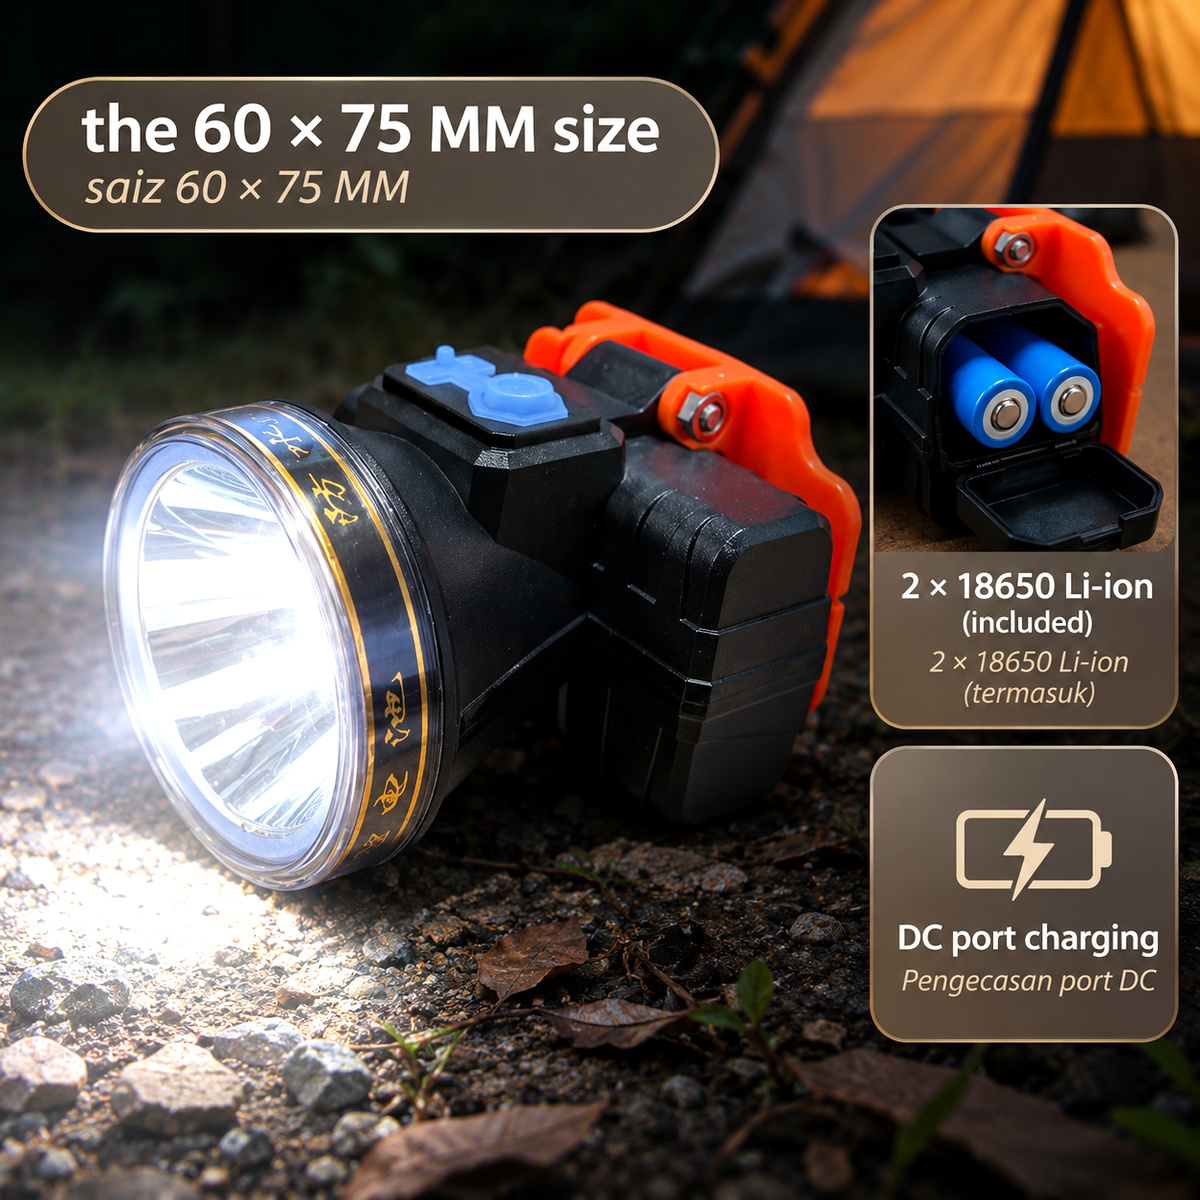 the 60 × 75 MM size
saiz 60 × 75 MM
2 × 18650 Li-ion
(included)
2 × 18650 Li-ion
(termasuk)
DC port charging
Pengecasan port DC